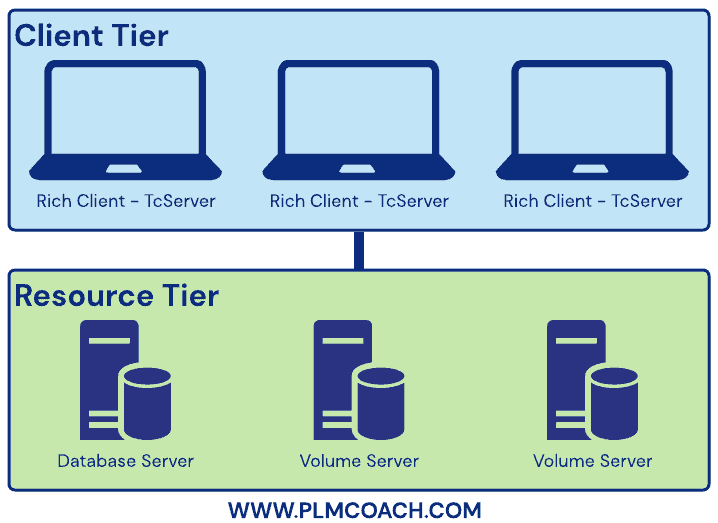 Client Tier
Rich Client - TcServer
Rich Client - TcServer
Rich Client - TcServer
Resource Tier
Database Server
Volume Server
Volume Server
WWW.PLMCOACH.COM